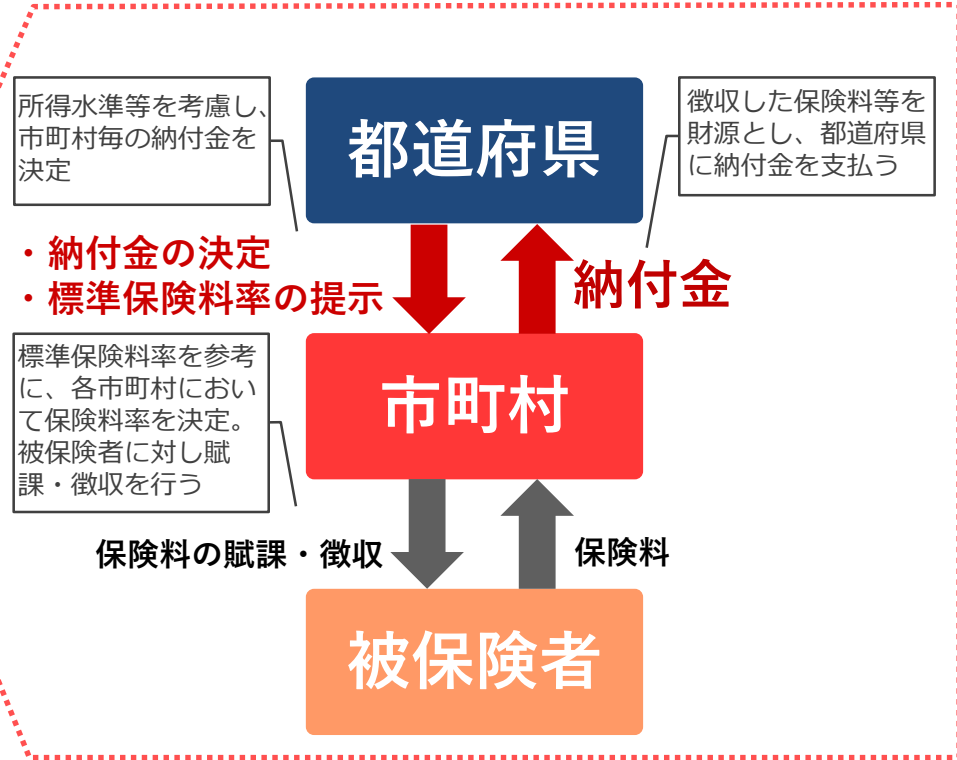 所得水準等を考慮し、
市町村毎の納付金を
決定
都道府県
徴収した保険料等を
財源とし、都道府県
に納付金を支払う
・納付金の決定
・標準保険料率の提示
納付金
標準保険料率を参考
に、各市町村におい
て保険料率を決定。
被保険者に対し賦
課・徴収を行う
市町村
保険料の賦課・徴収
保険料
被保険者